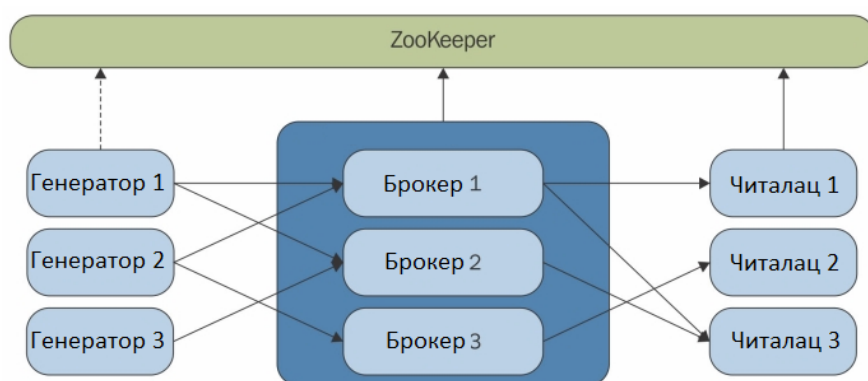 ZooKeeper
Генератор 1
Брокер 1
Читалац 1
Генератор 2
Брокер 2
Читалац 2
Генератор 3
Брокер 3
Читалац 3